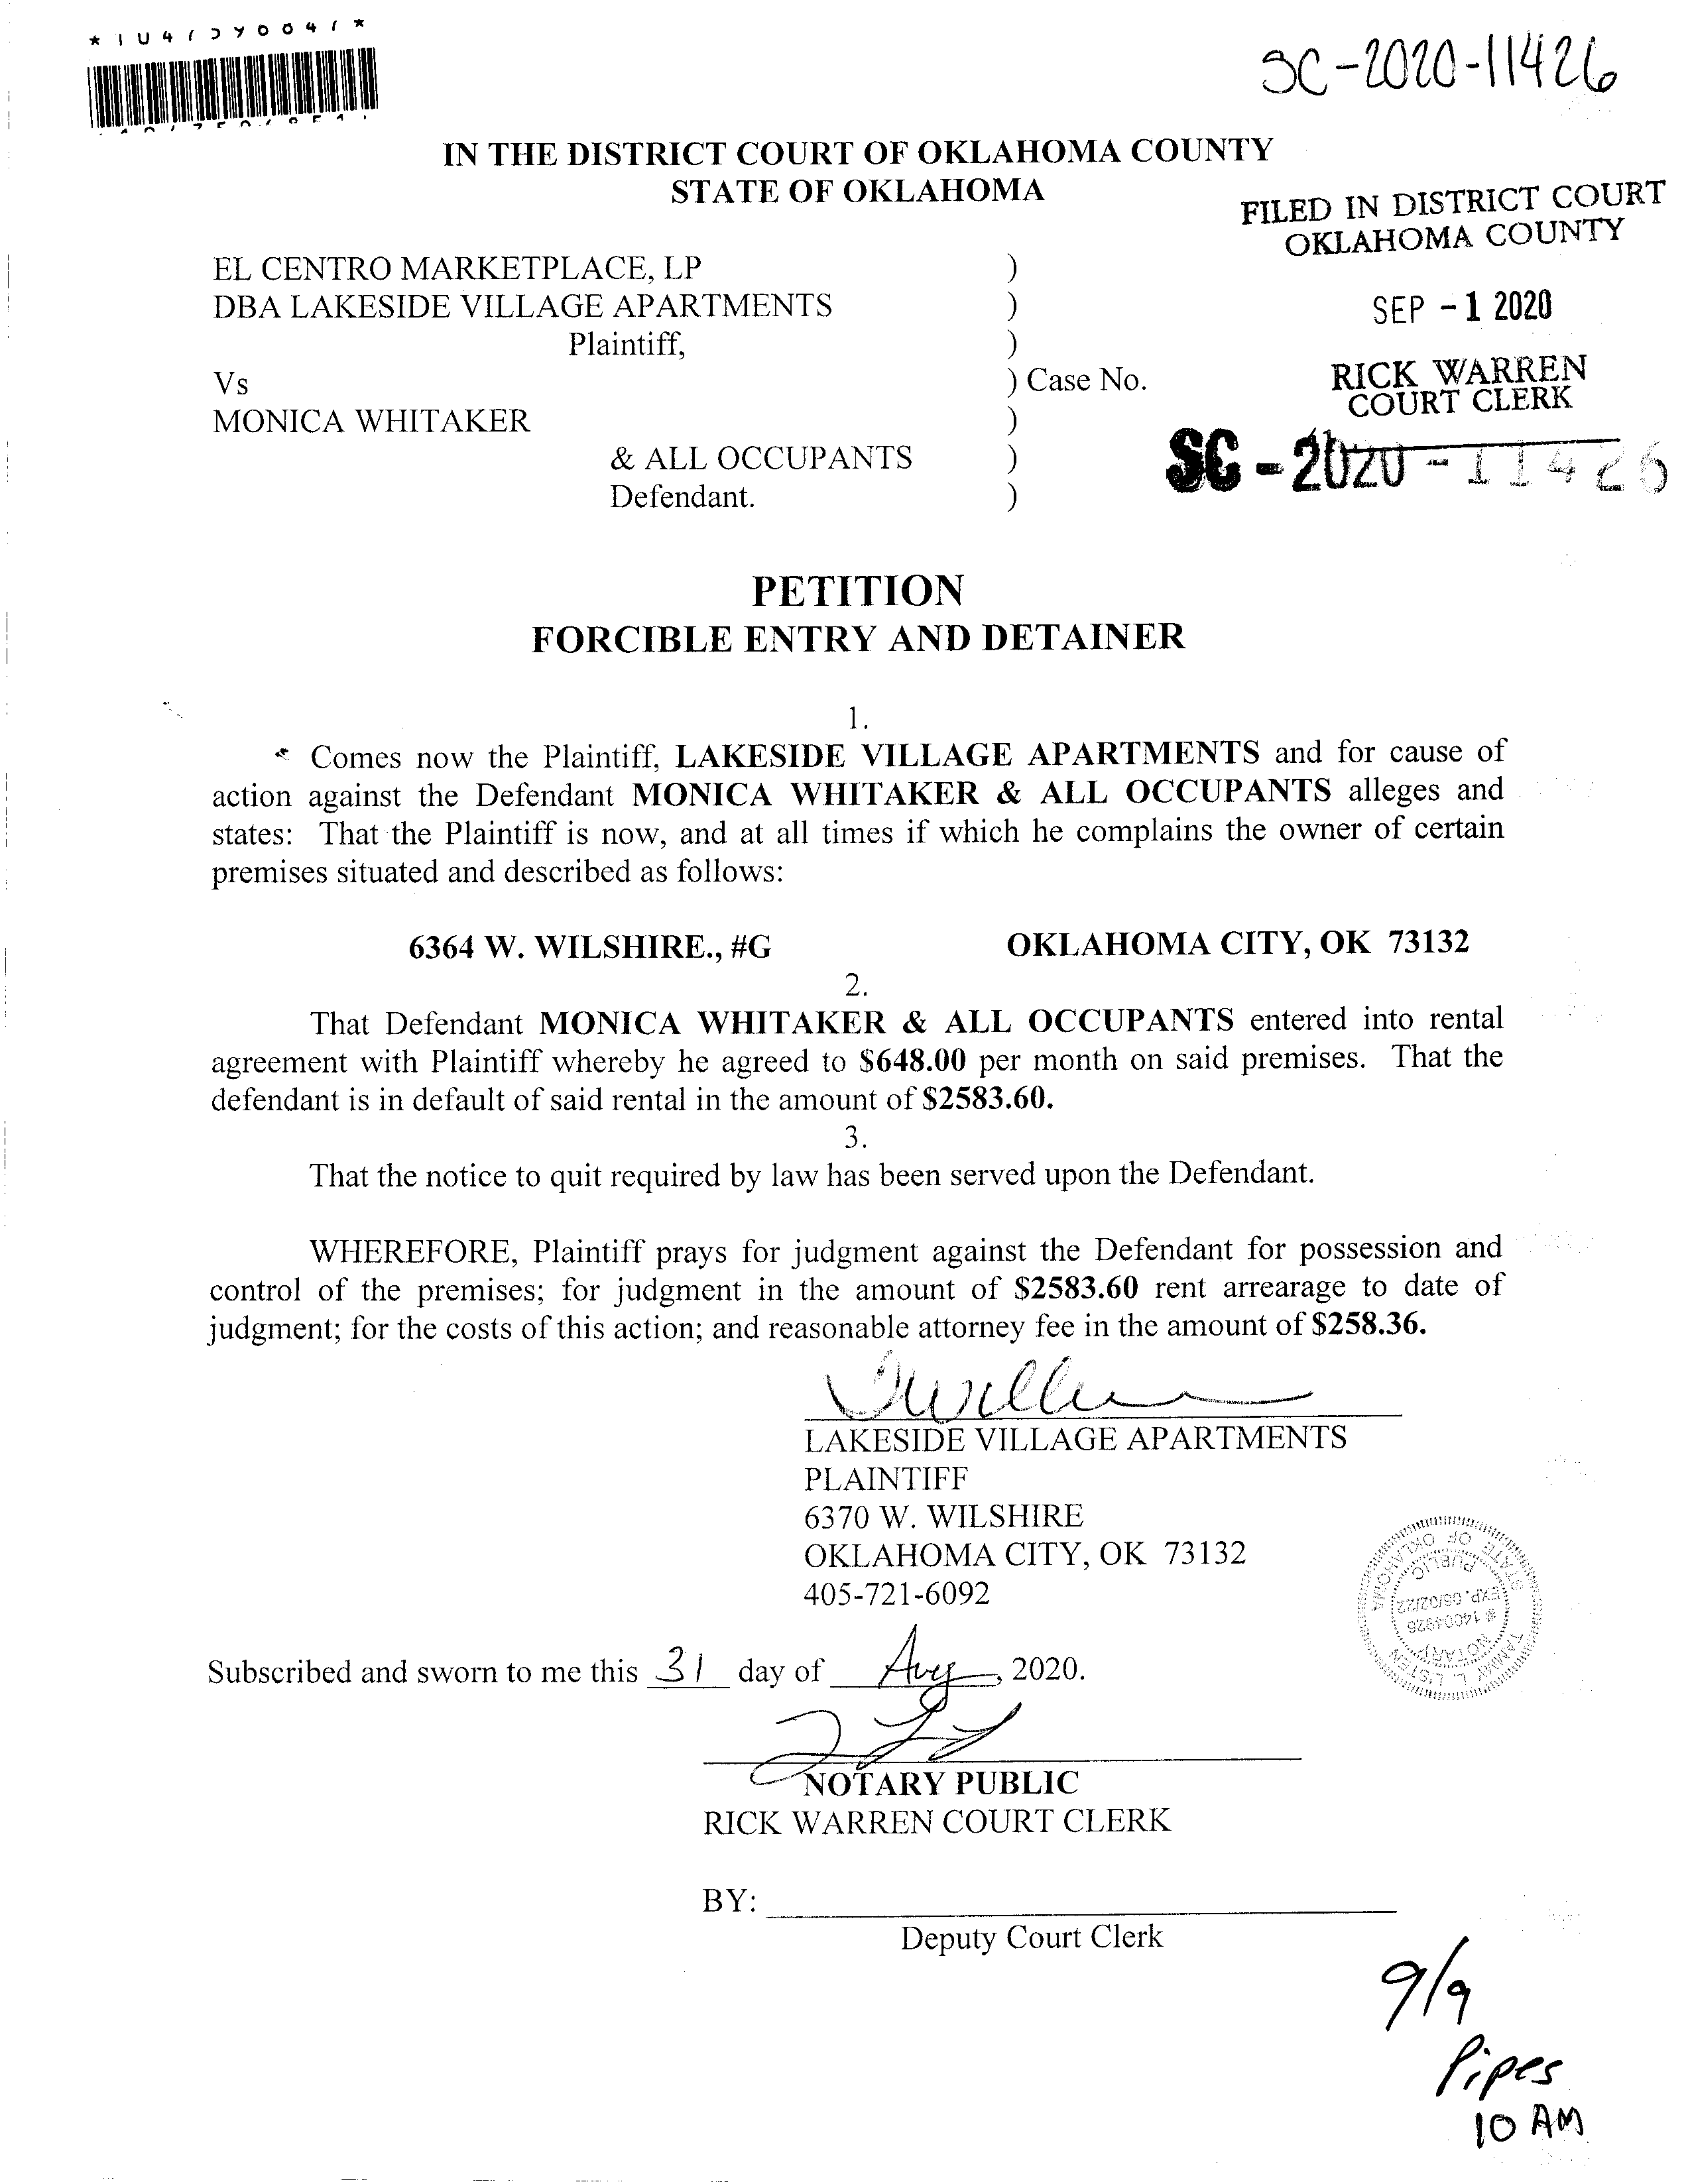 SC-2020-11426
IN THE DISTRICT COURT OF OKLAHOMA COUNTY
STATE OF OKLAHOMA
FILED IN DISTRICT COURT
OKLAHOMA COUNTY
SEP - 1 2020
RICK WARREN
COURT CLERK
SC - 2020 - 11426
EL CENTRO MARKETPLACE, LP )
DBA LAKESIDE VILLAGE APARTMENTS )
Plaintiff, )
Vs ) Case No.
MONICA WHITAKER )
& ALL OCCUPANTS )
Defendant. )
PETITION
FORCIBLE ENTRY AND DETAINER
1.
Comes now the Plaintiff, LAKESIDE VILLAGE APARTMENTS and for cause of
action against the Defendant MONICA WHITAKER & ALL OCCUPANTS alleges and
states: That the Plaintiff is now, and at all times if which he complains the owner of certain
premises situated and described as follows:
6364 W. WILSHIRE., #G OKLAHOMA CITY, OK 73132
2.
That Defendant MONICA WHITAKER & ALL OCCUPANTS entered into rental
agreement with Plaintiff whereby he agreed to $648.00 per month on said premises. That the
defendant is in default of said rental in the amount of $2583.60.
3.
That the notice to quit required by law has been served upon the Defendant.
WHEREFORE, Plaintiff prays for judgment against the Defendant for possession and
control of the premises; for judgment in the amount of $2583.60 rent arrearage to date of
judgment; for the costs of this action; and reasonable attorney fee in the amount of $258.36.
LAKESIDE VILLAGE APARTMENTS
PLAINTIFF
6370 W. WILSHIRE
OKLAHOMA CITY, OK 73132
405-721-6092
TAMMY L. LISTEN
NOTARY
# 14004926
EXP. 06/02/22
PUBLIC
STATE OF OKLAHOMA
Subscribed and sworn to me this 31 day of Aug, 2020.
NOTARY PUBLIC
RICK WARREN COURT CLERK
BY:
Deputy Court Clerk
9/9
Pipes
10 AM